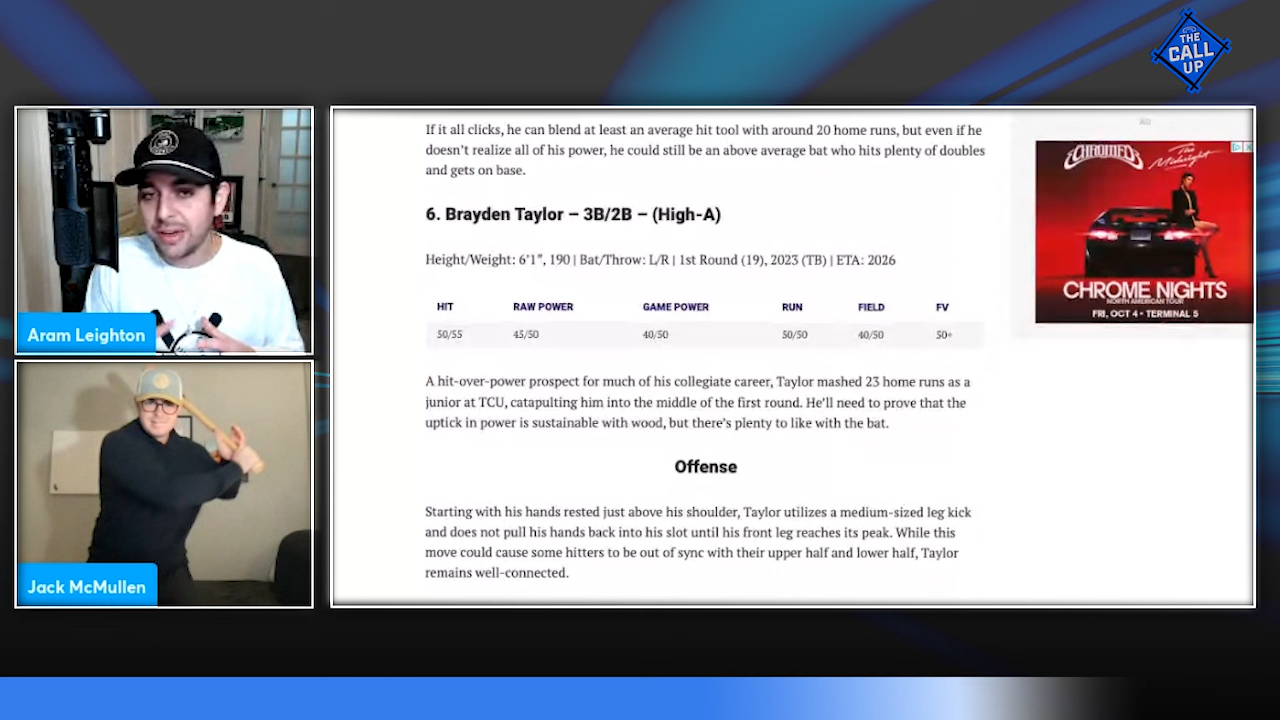 THE
CALL
UP
If it all clicks, he can blend at least an average hit tool with around 20 home runs, but even if he
doesn't realize all of his power, he could still be an above average bat who hits plenty of doubles
and gets on base.
6. Brayden Taylor – 3B/2B – (High-A)
Height/Weight: 6'1", 190 | Bat/Throw: L/R | 1st Round (19), 2023 (TB) | ETA: 2026
HIT RAW POWER GAME POWER RUN FIELD FV
50/55 45/50 40/50 50/50 40/50 50+
A hit-over-power prospect for much of his collegiate career, Taylor mashed 23 home runs as a
junior at TCU, catapulting him into the middle of the first round. He'll need to prove that the
uptick in power is sustainable with wood, but there's plenty to like with the bat.
Offense
Starting with his hands rested just above his shoulder, Taylor utilizes a medium-sized leg kick
and does not pull his hands back into his slot until his front leg reaches its peak. While this
move could cause some hitters to be out of sync with their upper half and lower half, Taylor
remains well-connected.
Ad
CHROMEO
The Midnight
CHROME NIGHTS
NORTH AMERICAN TOUR
FRI, OCT 4 • TERMINAL 5
Aram Leighton
Jack McMullen